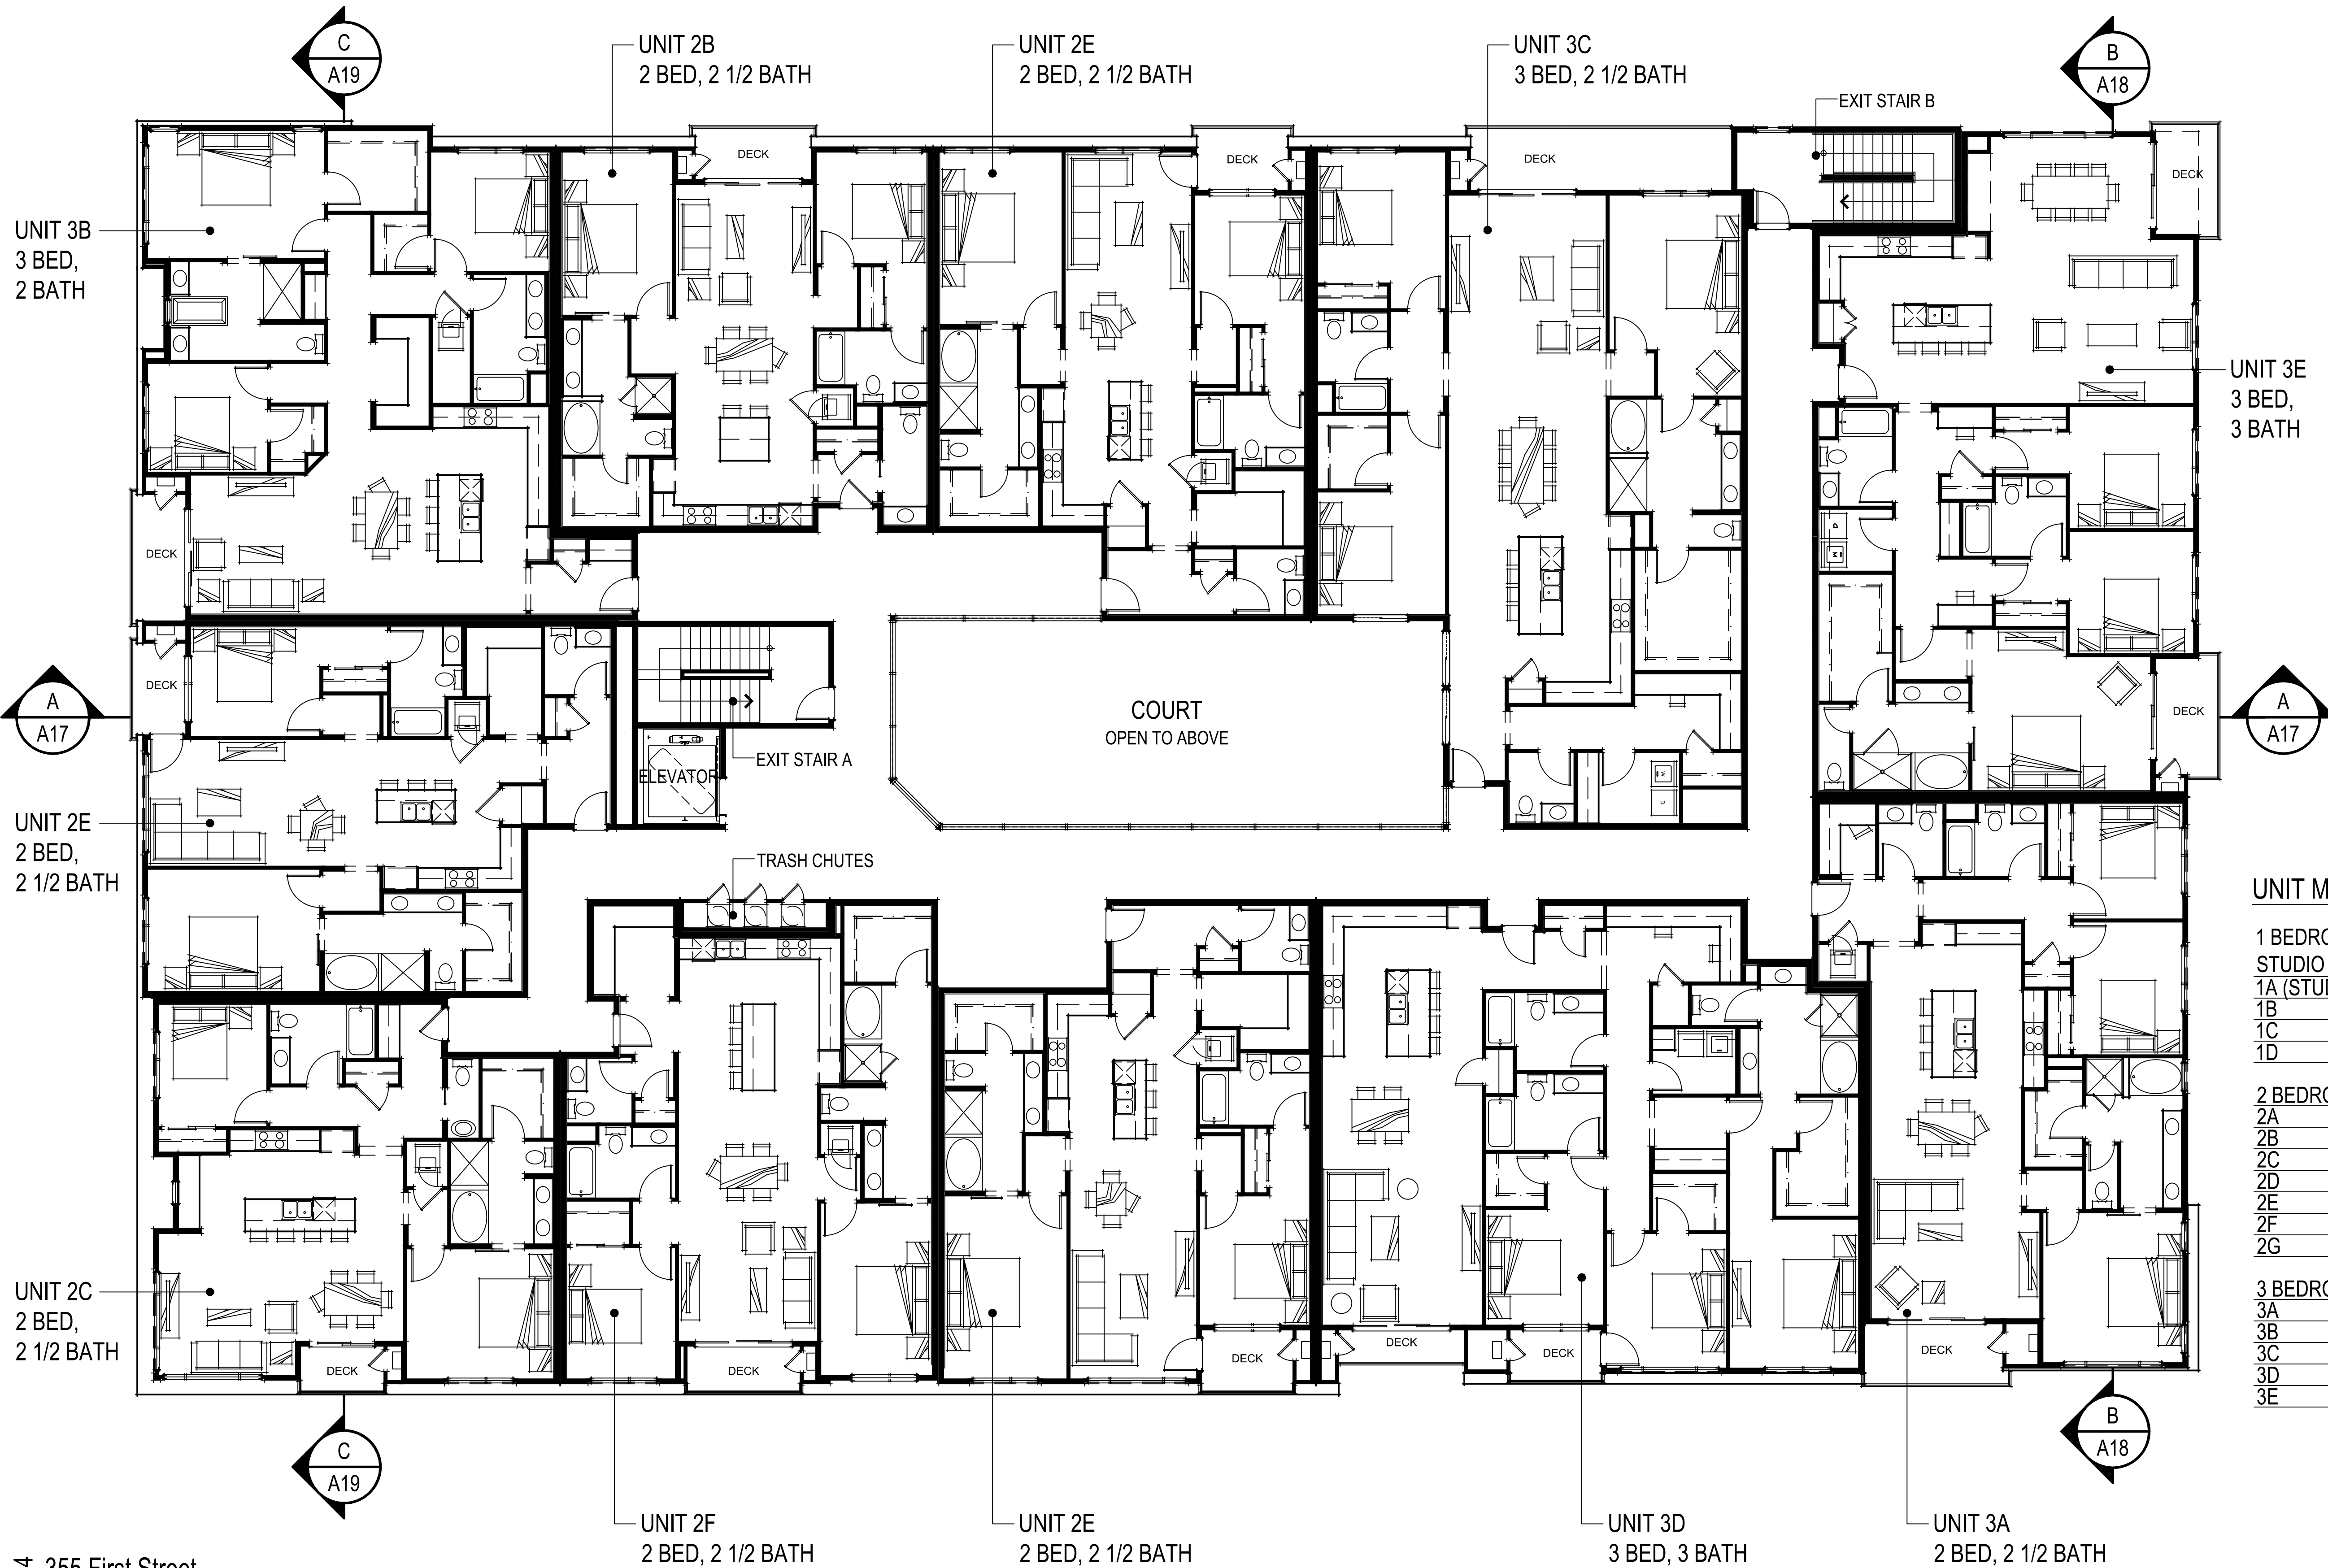 C
A19
UNIT 2B
2 BED, 2 1/2 BATH
UNIT 2E
2 BED, 2 1/2 BATH
UNIT 3C
3 BED, 2 1/2 BATH
B
A18
EXIT STAIR B
DECK
DECK
DECK
DECK
UNIT 3B
3 BED,
2 BATH
UNIT 3E
3 BED,
3 BATH
DECK
DECK
A
A17
COURT
OPEN TO ABOVE
DECK
A
A17
EXIT STAIR A
ELEVATOR
W
D
M
UNIT 2E
2 BED,
2 1/2 BATH
TRASH CHUTES
UNIT M
1 BEDRO
STUDIO
1A (STUD
1B
1C
1D
2 BEDRO
2A
2B
2C
2D
2E
2F
2G
3 BEDRO
3A
3B
3C
3D
3E
UNIT 2C
2 BED,
2 1/2 BATH
DECK
DECK
DECK
DECK
DECK
DECK
C
A19
B
A18
UNIT 2F
2 BED, 2 1/2 BATH
UNIT 2E
2 BED, 2 1/2 BATH
UNIT 3D
3 BED, 3 BATH
UNIT 3A
2 BED, 2 1/2 BATH
4
355 First Street